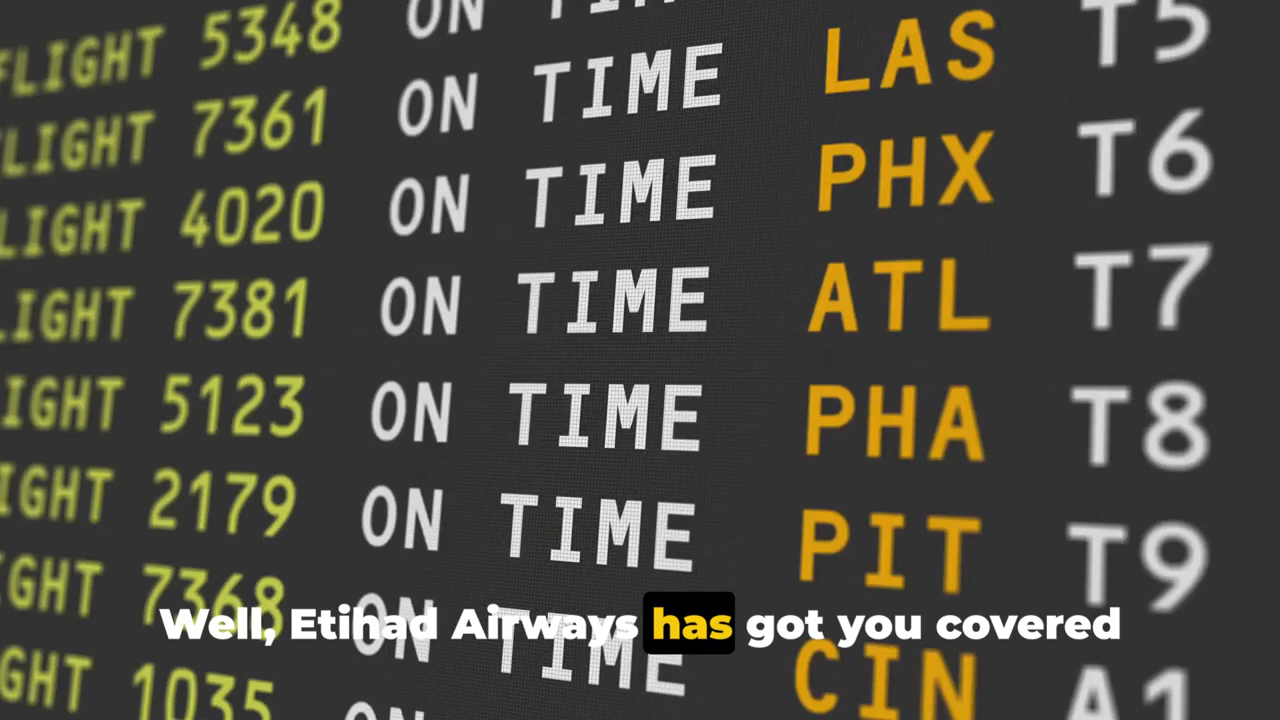 FLIGHT 5348 ON TIME
FLIGHT 7361 ON TIME LAS T5
LIGHT 4020 ON TIME PHX T6
LIGHT 7381 ON TIME ATL T7
IGHT 5123 ON TIME PHA T8
IGHT 2179 ON TIME PIT T9
GHT 7368 ON TIME CIN A1
Well, Etihad Airways has got you covered
GHT 1035 ON